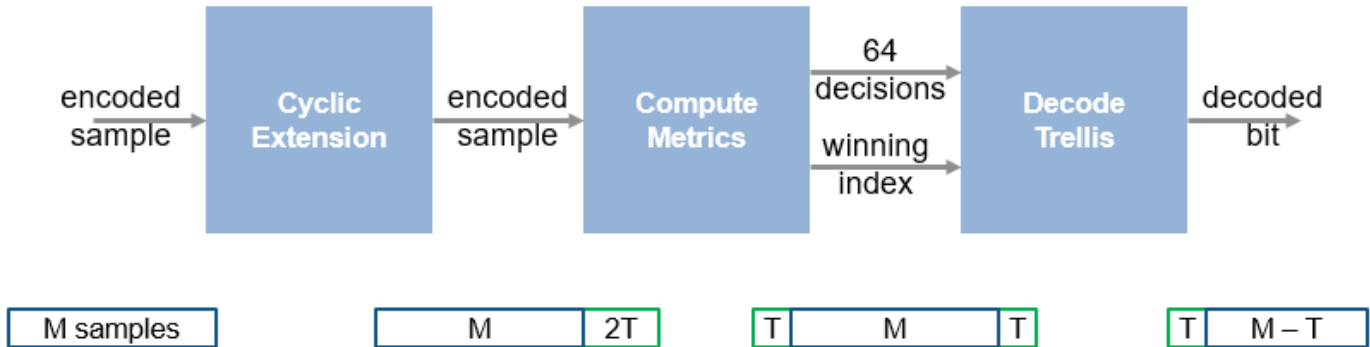 encoded
sample
Cyclic
Extension
encoded
sample
Compute
Metrics
64
decisions
winning
index
Decode
Trellis
decoded
bit
M samples
M
2T
T
M
T
T
M – T